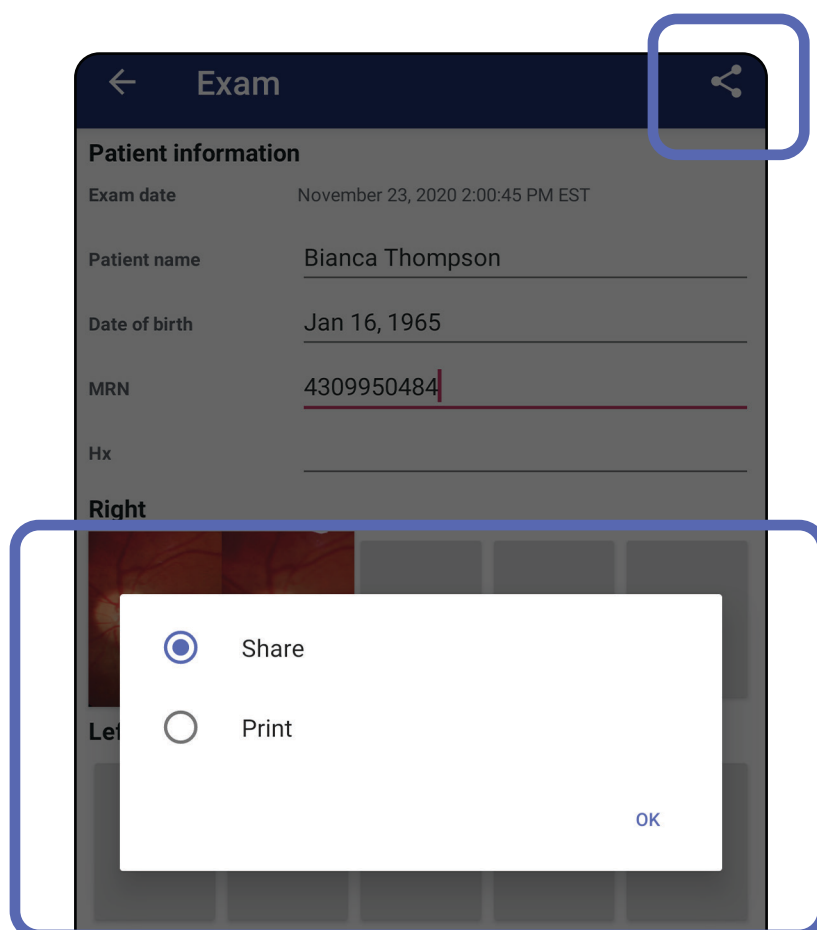 Exam
Patient information
Exam date November 23, 2020 2:00:45 PM EST
Patient name Bianca Thompson
Date of birth Jan 16, 1965
MRN 4309950484
Hx
Right
Share
Lef
Print
OK